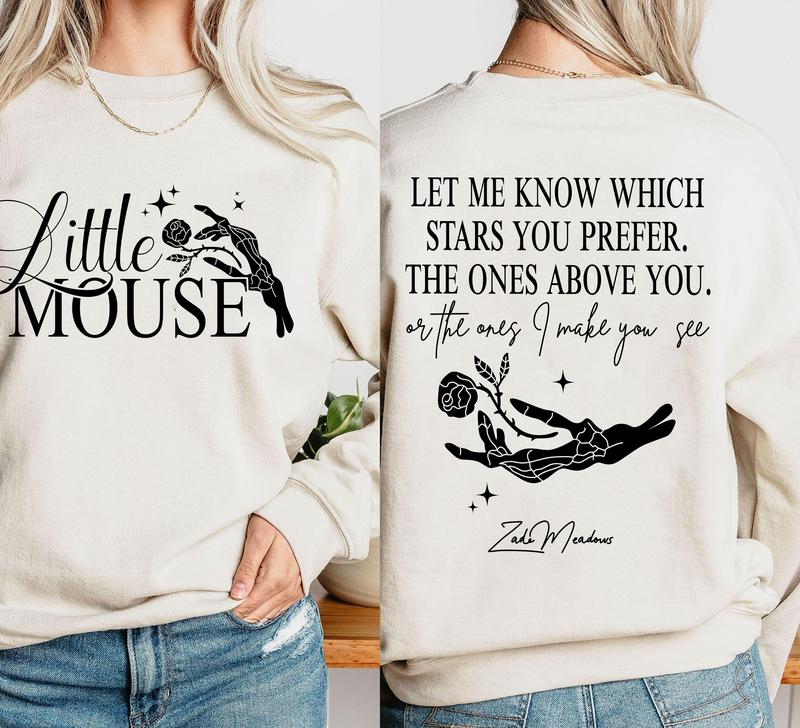 Little
MOUSE
LET ME KNOW WHICH
STARS YOU PREFER.
THE ONES ABOVE YOU.
or the ones I make you see
Zade Meadows